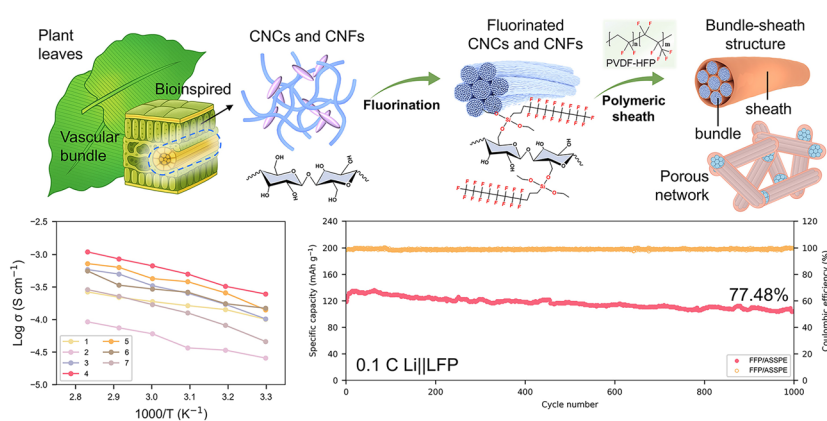 Plant
leaves
Bioinspired
Vascular
bundle
CNCs and CNFs
Fluorination
Fluorinated
CNCs and CNFs
PVDF-HFP
Polymeric
sheath
Bundle-sheath
structure
sheath
bundle
Porous
network
Log σ (S cm⁻¹)
−2.5
−3.0
−3.5
−4.0
−4.5
−5.0
1
2
3
4
5
6
7
2.8 2.9 3.0 3.1 3.2 3.3
1000/T (K⁻¹)
Specific capacity (mAh g⁻¹)
240
200
160
120
80
40
0
77.48%
0.1 C Li||LFP
FFP/ASSPE
FFP/ASSPE
0 200 400 600 800 1000
Cycle number
120
100
80
60
40
20
0
Coulombic efficiency (%)